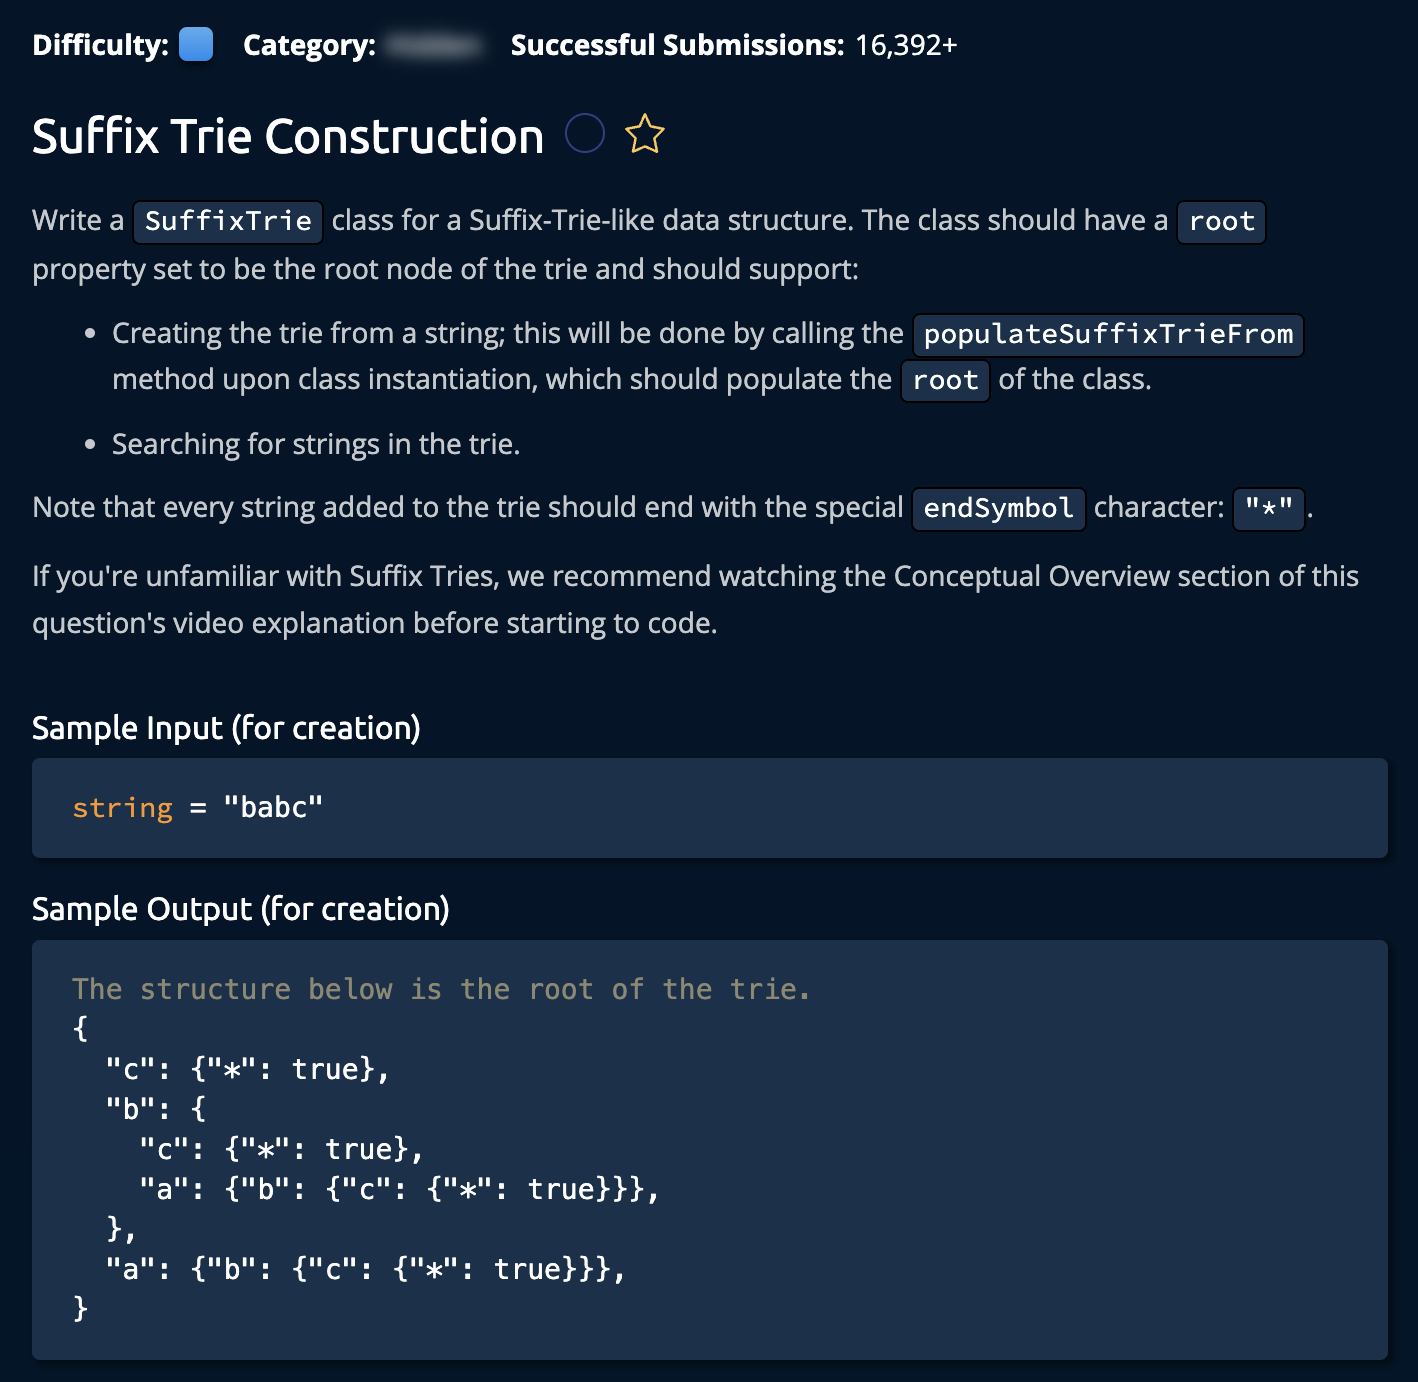 Difficulty: Category: Successful Submissions: 16,392+
Suffix Trie Construction
Write a SuffixTrie class for a Suffix-Trie-like data structure. The class should have a root
property set to be the root node of the trie and should support:
• Creating the trie from a string; this will be done by calling the populateSuffixTrieFrom
method upon class instantiation, which should populate the root of the class.
• Searching for strings in the trie.
Note that every string added to the trie should end with the special endSymbol character: "*".
If you're unfamiliar with Suffix Tries, we recommend watching the Conceptual Overview section of this
question's video explanation before starting to code.
Sample Input (for creation)
string = "babc"
Sample Output (for creation)
The structure below is the root of the trie.
{
  "c": {"*": true},
  "b": {
    "c": {"*": true},
    "a": {"b": {"c": {"*": true}}},
  },
  "a": {"b": {"c": {"*": true}}},
}